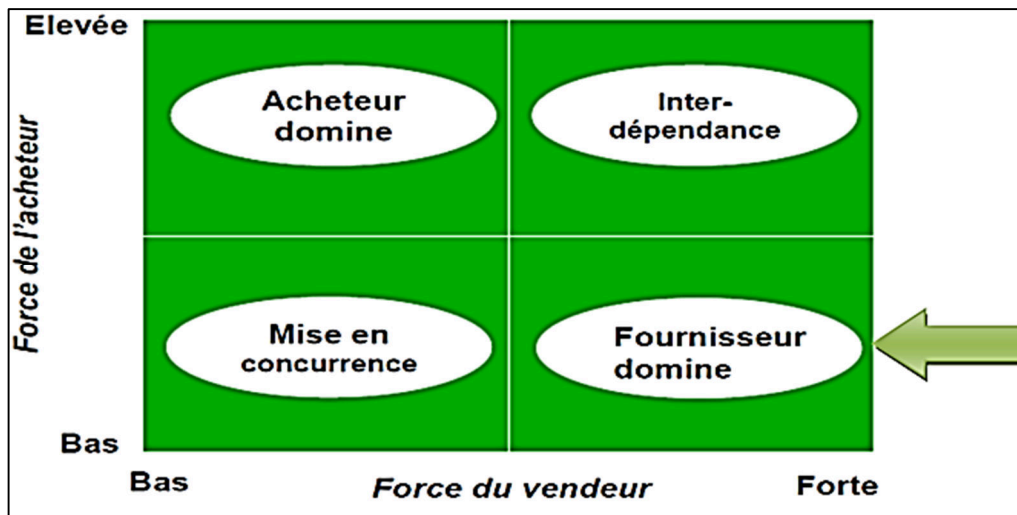 Elevée
Force de l'acheteur
Acheteur
domine
Inter-
dépendance
Mise en
concurrence
Fournisseur
domine
Bas
Bas
Force du vendeur
Forte